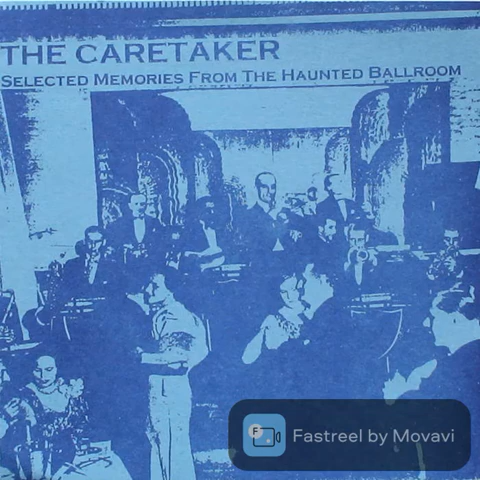 THE CARETAKER
SELECTED MEMORIES FROM THE HAUNTED BALLROOM
F
Fastreel by Movavi